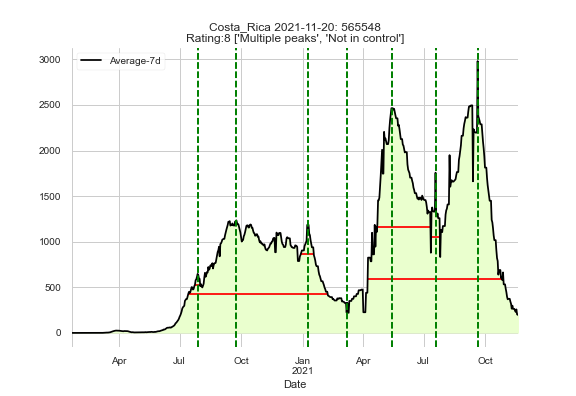 Costa_Rica 2021-11-20: 565548
Rating:8 ['Multiple peaks', 'Not in control']
Average-7d
3000
2500
2000
1500
1000
500
0
Apr Jul Oct Jan Apr Jul Oct
2021
Date